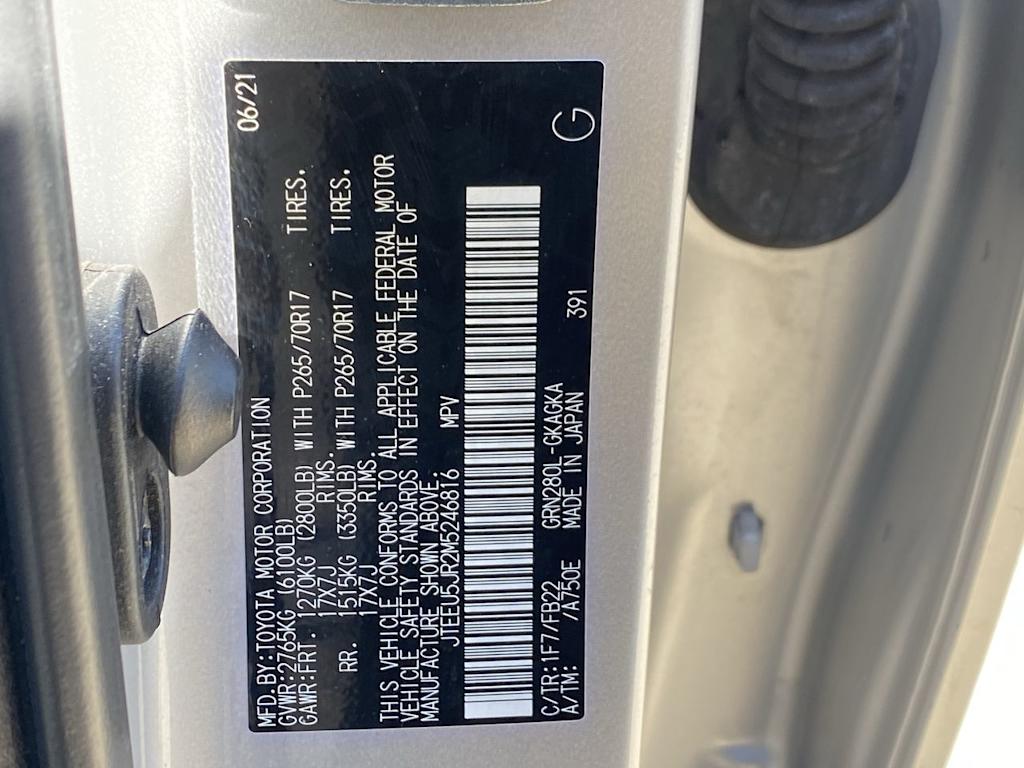 MFD.BY:TOYOTA MOTOR CORPORATION 06/21
GVWR:2765KG (6100LB)
GAWR:FRT. 1270KG (2800LB) WITH P265/70R17 TIRES.
17X7J RIMS.
RR. 1515KG (3350LB) WITH P265/70R17 TIRES.
17X7J RIMS.
THIS VEHICLE CONFORMS TO ALL APPLICABLE FEDERAL MOTOR
VEHICLE SAFETY STANDARDS IN EFFECT ON THE DATE OF
MANUFACTURE SHOWN ABOVE.
JTEEU5JR2M5246816 MPV
C/TR:1F7/FB22 GRN280L-GKAGKA
A/TM: /A750E MADE IN JAPAN 391 G